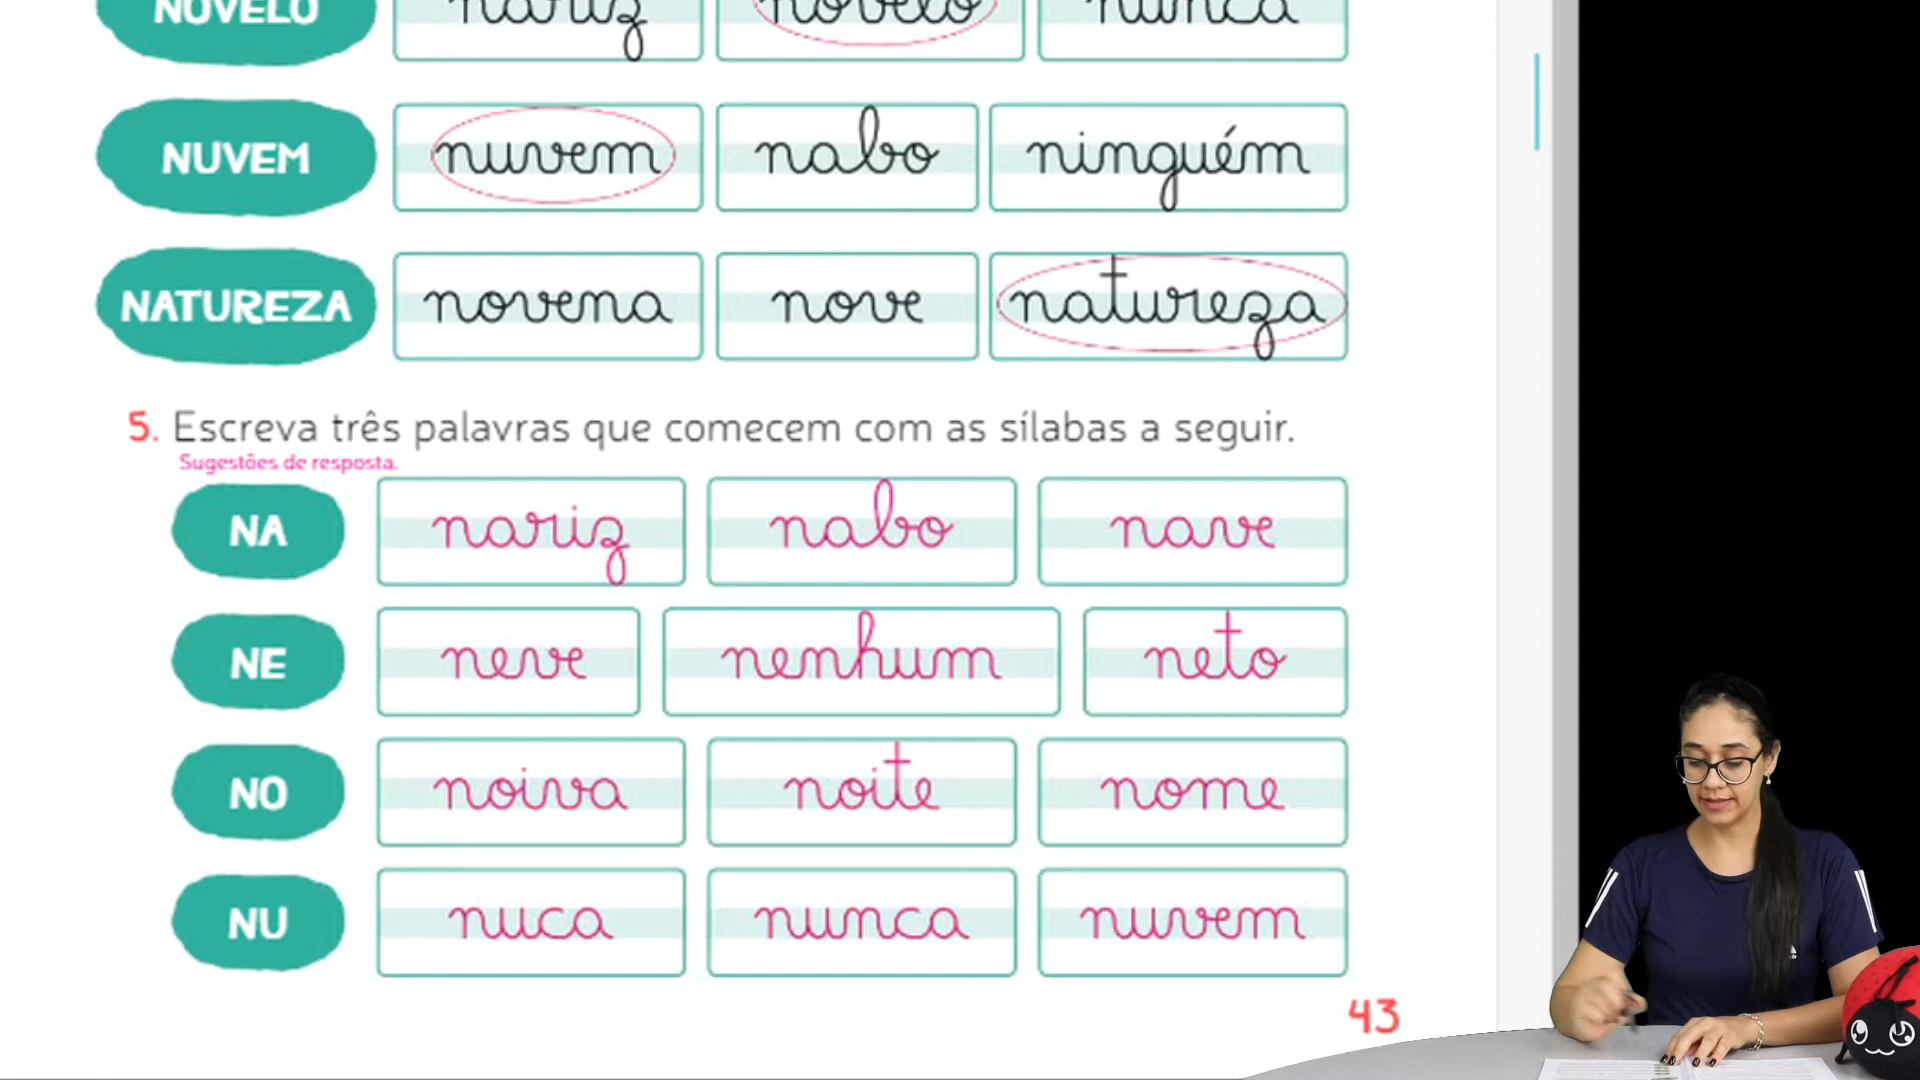 NOVELO nariz novelo nunca
NUVEM nuvem nabo ninguém
NATUREZA novena nove natureza
5. Escreva três palavras que comecem com as sílabas a seguir.
Sugestões de resposta.
NA nariz nabo nave
NE neve nenhum neto
NO noiva noite nome
NU nuca nunca nuvem
43